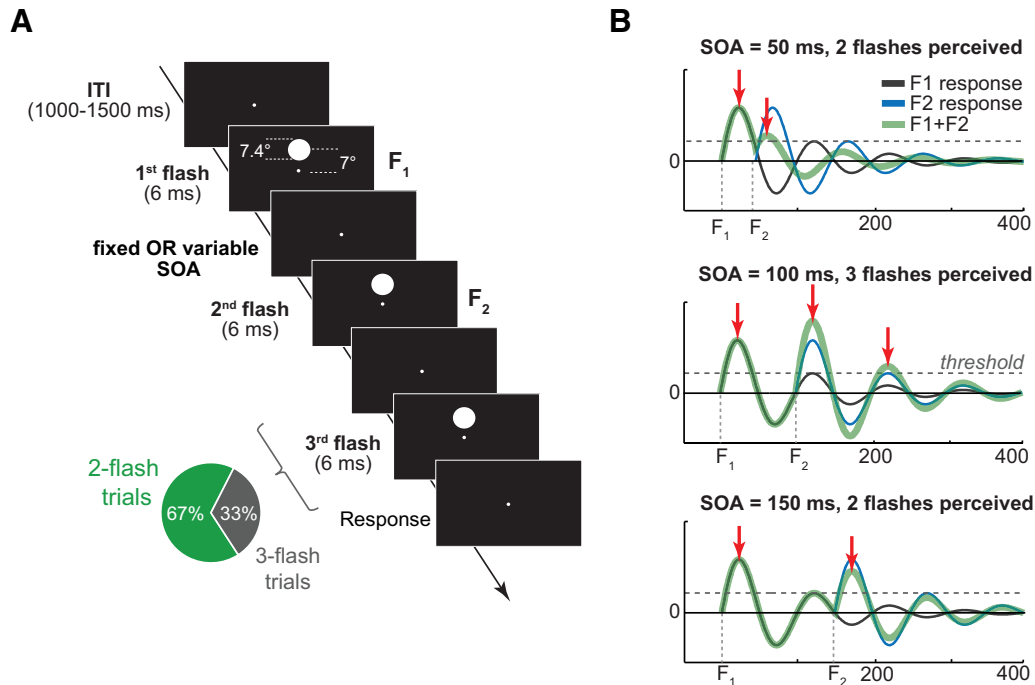 A
ITI
(1000-1500 ms)
7.4°
7°
F1
1st flash
(6 ms)
fixed OR variable
SOA
2nd flash
(6 ms)
F2
3rd flash
(6 ms)
2-flash
trials
67%
33%
3-flash
trials
Response
B
SOA = 50 ms, 2 flashes perceived
F1 response
F2 response
F1+F2
0
F1
F2
200
400
SOA = 100 ms, 3 flashes perceived
threshold
0
F1
F2
200
400
SOA = 150 ms, 2 flashes perceived
0
F1
F2
200
400